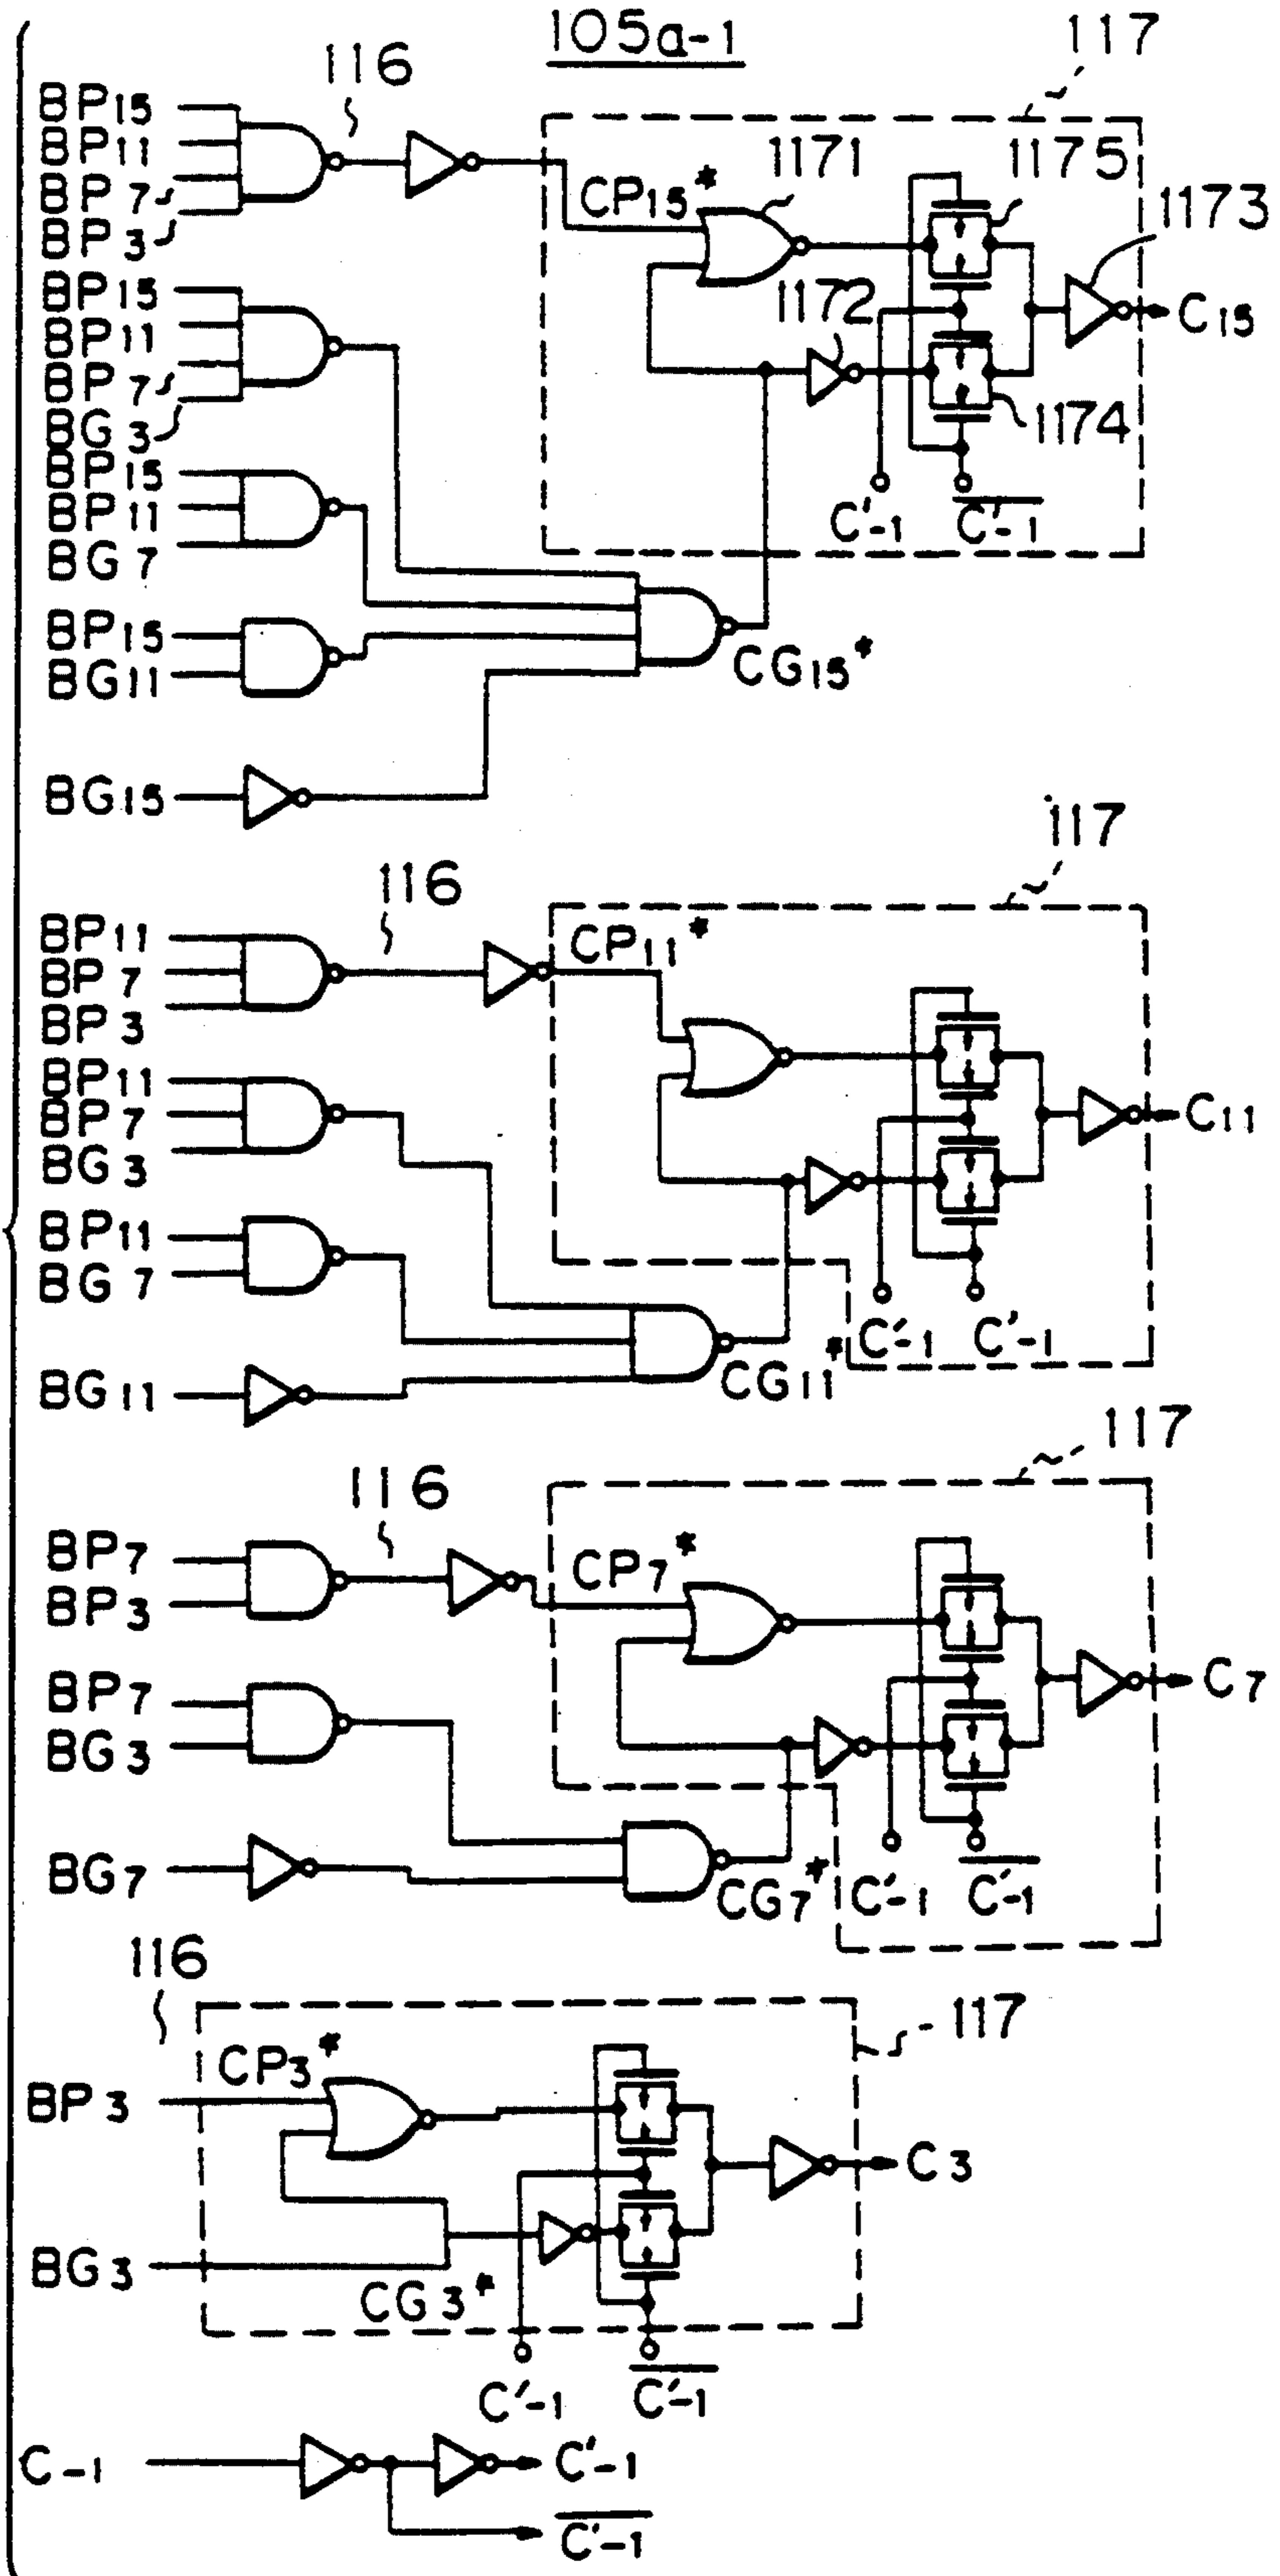 105a-1
117
116
BP15
BP11
BP7
BP3
CP15*
1171
1175
1173
BP15
BP11
BP7
BG3
1172
C15
1174
BP15
BP11
BG7
C'-1
C'-1
BP15
BG11
CG15*
BG15
117
116
BP11
BP7
BP3
CP11*
BP11
BP7
BG3
C11
BP11
BG7
C'-1
C'-1
BG11
CG11*
117
116
BP7
BP3
CP7*
BP7
BG3
C7
BG7
CG7*
C'-1
C'-1
116
117
CP3*
BP3
C3
BG3
CG3*
C'-1
C'-1
C-1
C'-1
C'-1